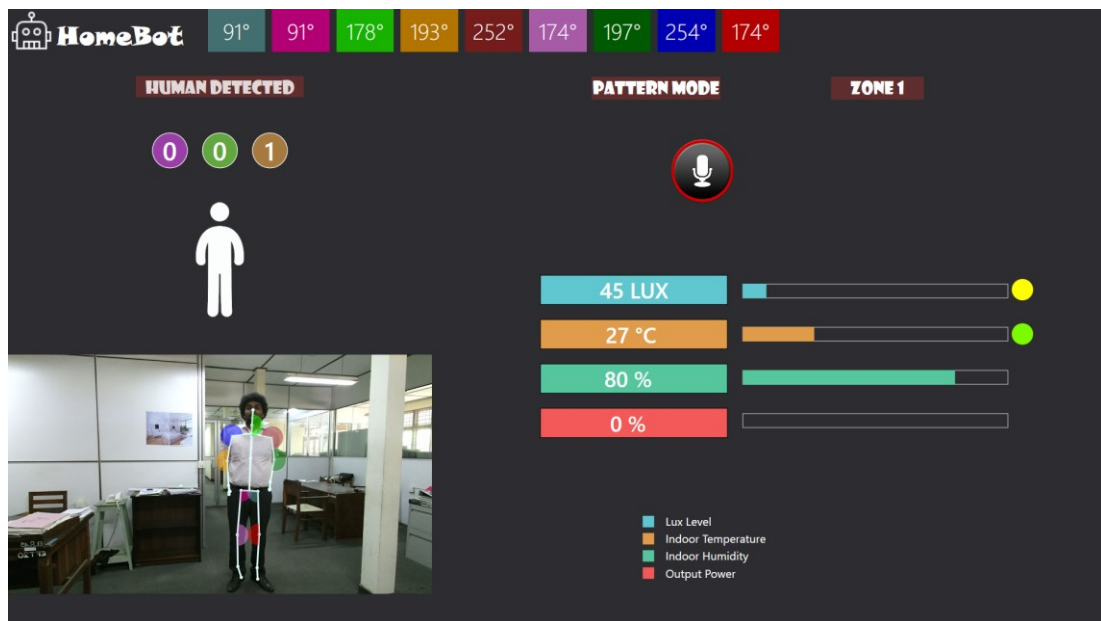 HomeBot 91° 91° 178° 193° 252° 174° 197° 254° 174°
HUMAN DETECTED
PATTERN MODE
ZONE 1
0 0 1
45 LUX
27 °C
80 %
0 %
Lux Level
Indoor Temperature
Indoor Humidity
Output Power